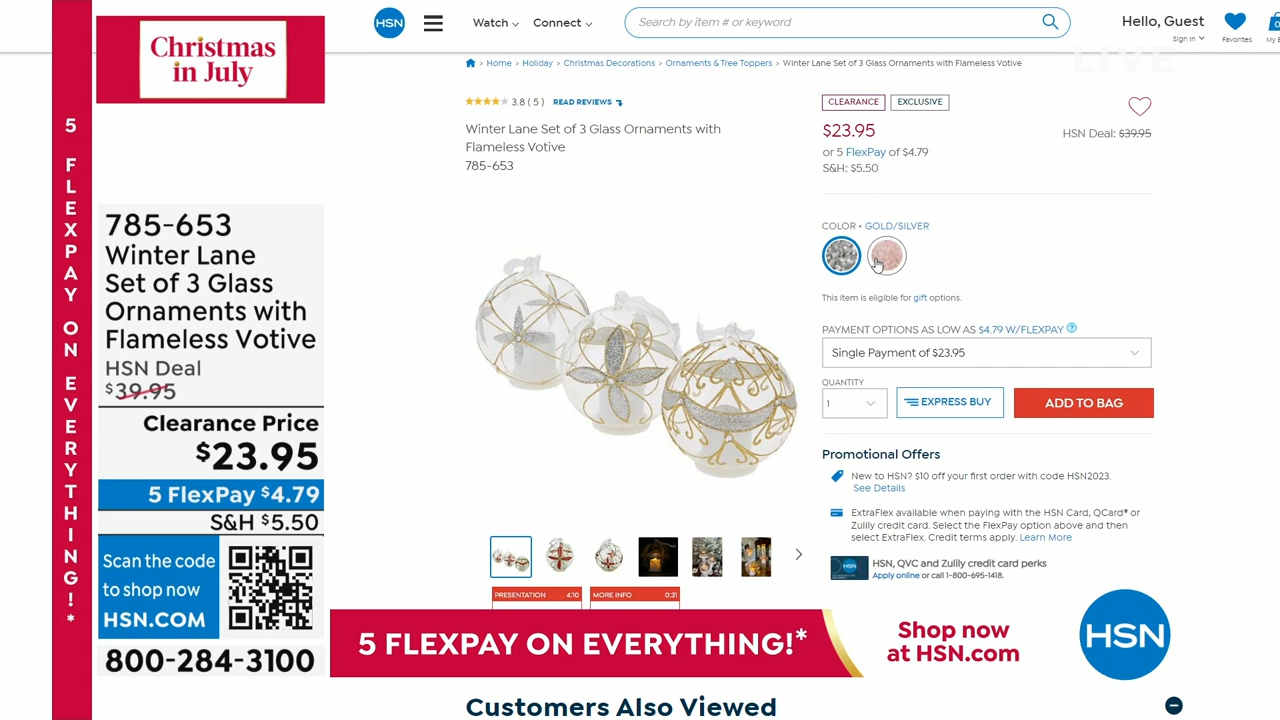 5 FLEXPAY ON EVERYTHING!*
Christmas
in July
785-653
Winter Lane
Set of 3 Glass
Ornaments with
Flameless Votive
HSN Deal
$39.95
Clearance Price
$23.95
5 FlexPay $4.79
S&H $5.50
Scan the code
to shop now
HSN.COM
800-284-3100
HSN
Watch
Connect
Search by item # or keyword
Hello, Guest
Sign In
Favorites
0
LIVE
> Home > Holiday > Christmas Decorations > Ornaments & Tree Toppers > Winter Lane Set of 3 Glass Ornaments with Flameless Votive
3.8 ( 5 ) READ REVIEWS
Winter Lane Set of 3 Glass Ornaments with
Flameless Votive
785-653
CLEARANCE EXCLUSIVE
$23.95
HSN Deal: $39.95
or 5 FlexPay of $4.79
S&H: $5.50
COLOR • GOLD/SILVER
This item is eligible for gift options.
PAYMENT OPTIONS AS LOW AS $4.79 W/FLEXPAY ?
Single Payment of $23.95
QUANTITY
1
EXPRESS BUY
ADD TO BAG
Promotional Offers
New to HSN? $10 off your first order with code HSN2023.
See Details
ExtraFlex available when paying with the HSN Card, QCard® or
Zulily credit card. Select the FlexPay option above and then
select ExtraFlex. Credit terms apply. Learn More
HSN
HSN, QVC and Zulily credit card perks
Apply online or call 1-800-695-1418.
PRESENTATION 4:10
MORE INFO 0:31
5 FLEXPAY ON EVERYTHING!*
Shop now
at HSN.com
HSN
Customers Also Viewed